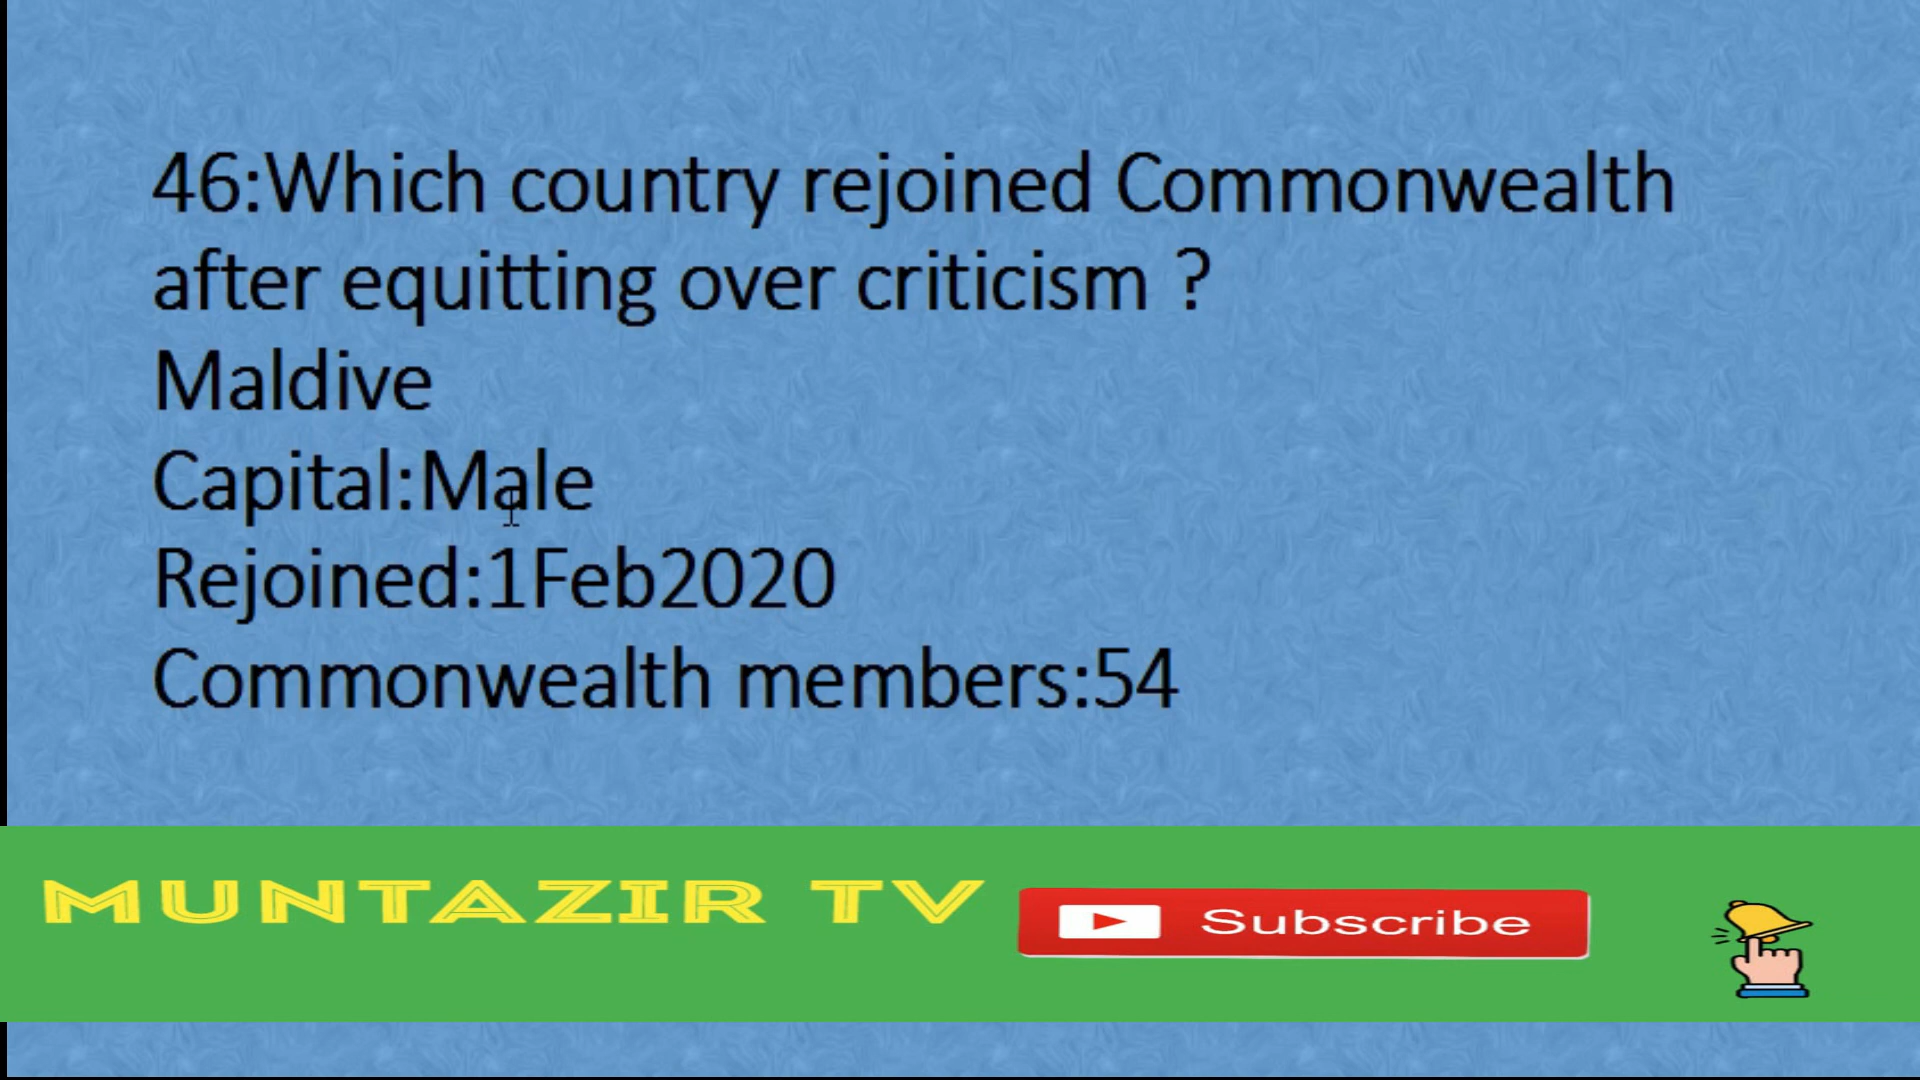 46:Which country rejoined Commonwealth
after equitting over criticism ?
Maldive
Capital:Male
Rejoined:1Feb2020
Commonwealth members:54
MUNTAZIR TV
Subscribe